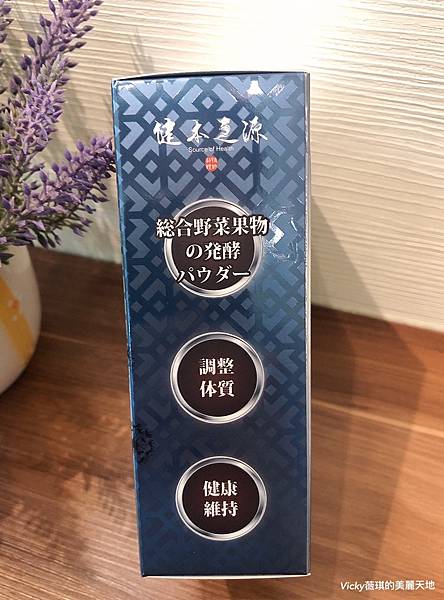 健本之源
Source of Health
総合野菜果物
の発酵
パウダー
調整
体質
健康
維持
Vicky薇琪的美麗天地